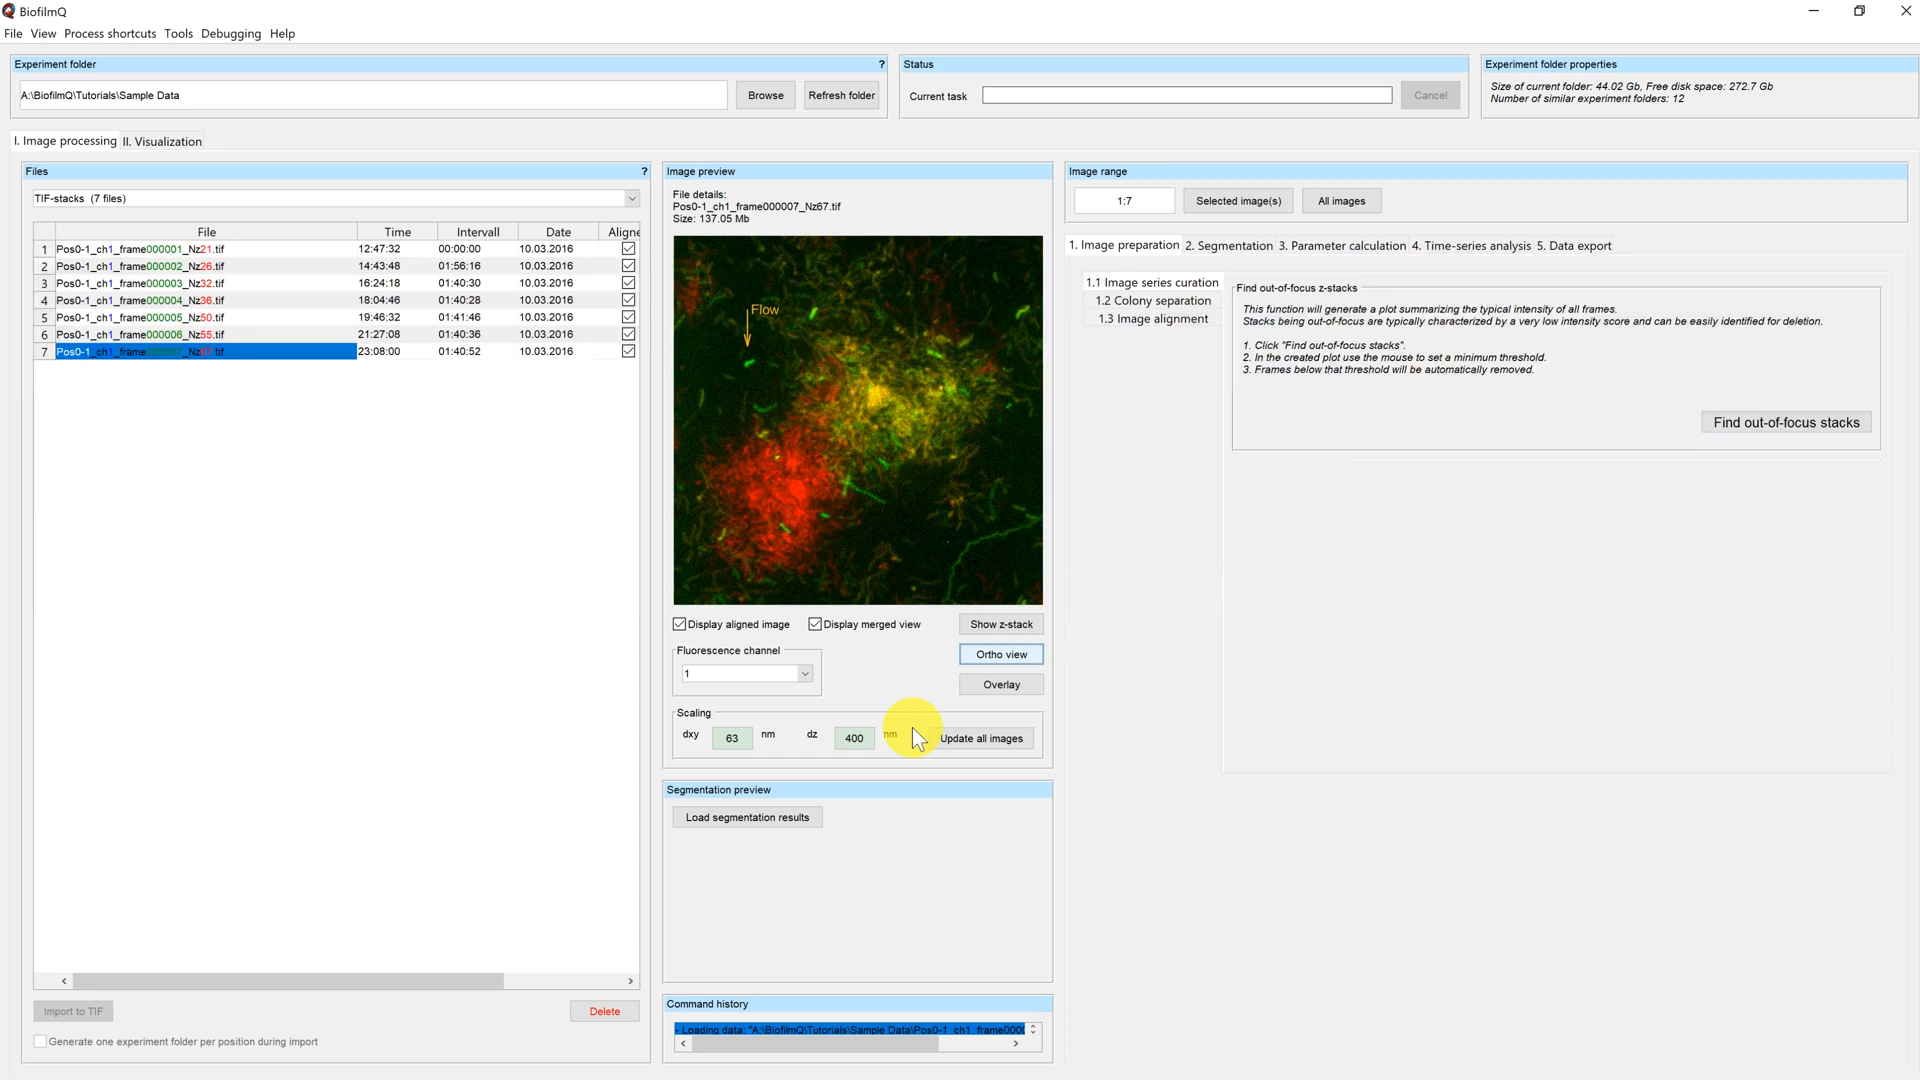 BiofilmQ
File View Process shortcuts Tools Debugging Help
Experiment folder ?
A:\BiofilmQ\Tutorials\Sample Data
Browse Refresh folder
Status
Current task
Cancel
Experiment folder properties
Size of current folder: 44.02 Gb, Free disk space: 272.7 Gb
Number of similar experiment folders: 12
I. Image processing II. Visualization
Files ?
TIF-stacks (7 files)
File Time Intervall Date Aligne
1 Pos0-1_ch1_frame000001_Nz21.tif 12:47:32 00:00:00 10.03.2016
2 Pos0-1_ch1_frame000002_Nz26.tif 14:43:48 01:56:16 10.03.2016
3 Pos0-1_ch1_frame000003_Nz32.tif 16:24:18 01:40:30 10.03.2016
4 Pos0-1_ch1_frame000004_Nz36.tif 18:04:46 01:40:28 10.03.2016
5 Pos0-1_ch1_frame000005_Nz50.tif 19:46:32 01:41:46 10.03.2016
6 Pos0-1_ch1_frame000006_Nz55.tif 21:27:08 01:40:36 10.03.2016
7 Pos0-1_ch1_frame000007_Nz67.tif 23:08:00 01:40:52 10.03.2016
Import to TIF Delete
Generate one experiment folder per position during import
Image preview
File details:
Pos0-1_ch1_frame000007_Nz67.tif
Size: 137.05 Mb
Flow
Display aligned image Display merged view Show z-stack
Fluorescence channel
1
Ortho view
Overlay
Scaling
dxy 63 nm dz 400 nm Update all images
Segmentation preview
Load segmentation results
Command history
- Loading data: "A:\BiofilmQ\Tutorials\Sample Data\Pos0-1_ch1_frame0000
Image range
1:7 Selected image(s) All images
1. Image preparation 2. Segmentation 3. Parameter calculation 4. Time-series analysis 5. Data export
1.1 Image series curation
1.2 Colony separation
1.3 Image alignment
Find out-of-focus z-stacks
This function will generate a plot summarizing the typical intensity of all frames.
Stacks being out-of-focus are typically characterized by a very low intensity score and can be easily identified for deletion.
1. Click "Find out-of-focus stacks".
2. In the created plot use the mouse to set a minimum threshold.
3. Frames below that threshold will be automatically removed.
Find out-of-focus stacks